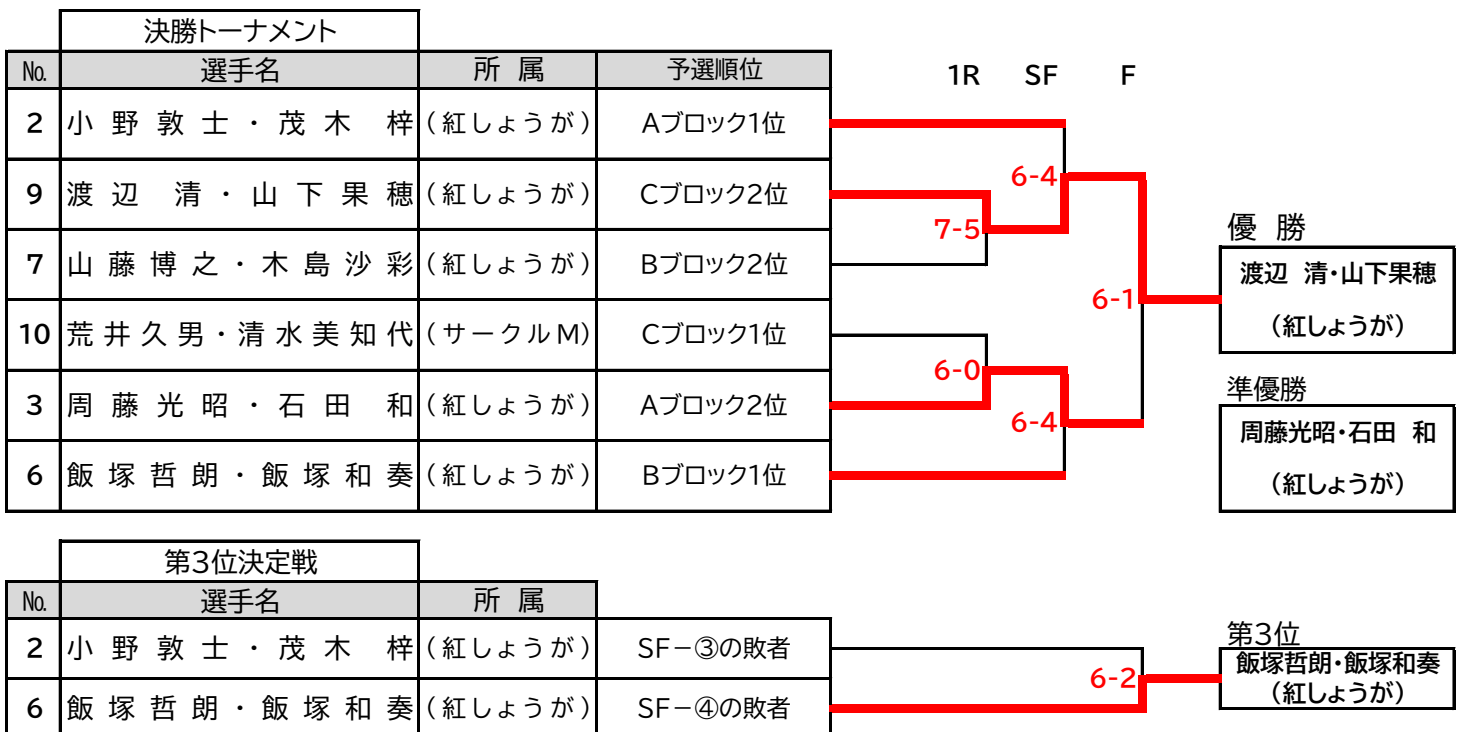 決勝トーナメント
№ 選手名 所 属 予選順位 1R SF F
2 小野敦士・茂木 梓 (紅しょうが) Aブロック1位
6-4
9 渡辺 清・山下果穂 (紅しょうが) Cブロック2位
7-5
優 勝
7 山藤博之・木島沙彩 (紅しょうが) Bブロック2位
渡辺 清・山下果穂
6-1
(紅しょうが)
10 荒井久男・清水美知代 (サークルM) Cブロック1位
6-0
準優勝
3 周藤光昭・石田 和 (紅しょうが) Aブロック2位
6-4
周藤光昭・石田 和
6 飯塚哲朗・飯塚和奏 (紅しょうが) Bブロック1位
(紅しょうが)
第3位決定戦
№ 選手名 所 属
2 小野敦士・茂木 梓 (紅しょうが) SF-③の敗者
第3位
飯塚哲朗・飯塚和奏
6-2
(紅しょうが)
6 飯塚哲朗・飯塚和奏 (紅しょうが) SF-④の敗者